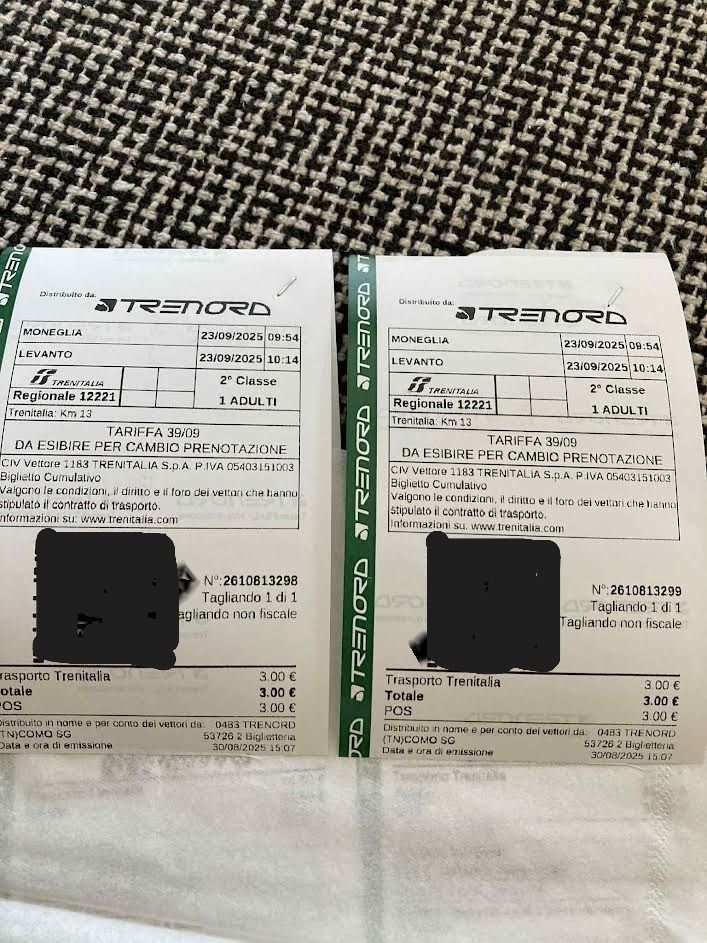 Distribuito da: TRENORD
MONEGLIA 23/09/2025 09:54
LEVANTO 23/09/2025 10:14
TRENITALIA 2° Classe
Regionale 12221 1 ADULTI
Trenitalia: Km 13
TARIFFA 39/09
DA ESIBIRE PER CAMBIO PRENOTAZIONE
CIV Vettore 1183 TRENITALIA S.p.A. P.IVA 05403151003
Biglietto Cumulativo
Valgono le condizioni, il diritto e il foro dei vettori che hanno
stipulato il contratto di trasporto.
Informazioni su: www.trenitalia.com
N°:2610813298
Tagliando 1 di 1
agliando non fiscale
rasporto Trenitalia 3.00 €
otale 3.00 €
POS 3.00 €
Distribuito in nome e per conto dei vettori da: 0483 TRENORD
(TN)COMO SG 53726 2 Biglietteria
Data e ora di emissione 30/08/2025 15:07
TRENORD TRENORD TRENORD TRENORD
Distribuito da: TRENORD
MONEGLIA 23/09/2025 09:54
LEVANTO 23/09/2025 10:14
TRENITALIA 2° Classe
Regionale 12221 1 ADULTI
Trenitalia: Km 13
TARIFFA 39/09
DA ESIBIRE PER CAMBIO PRENOTAZIONE
CIV Vettore 1183 TRENITALIA S.p.A. P.IVA 05403151003
Biglietto Cumulativo
Valgono le condizioni, il diritto e il foro dei vettori che hanno
stipulato il contratto di trasporto.
Informazioni su: www.trenitalia.com
N°:2610813299
Tagliando 1 di 1
Tagliando non fiscale
Trasporto Trenitalia 3.00 €
Totale 3.00 €
POS 3.00 €
Distribuito in nome e per conto dei vettori da: 0483 TRENORD
(TN)COMO SG 53726 2 Biglietteria
Data e ora di emissione 30/08/2025 15:07